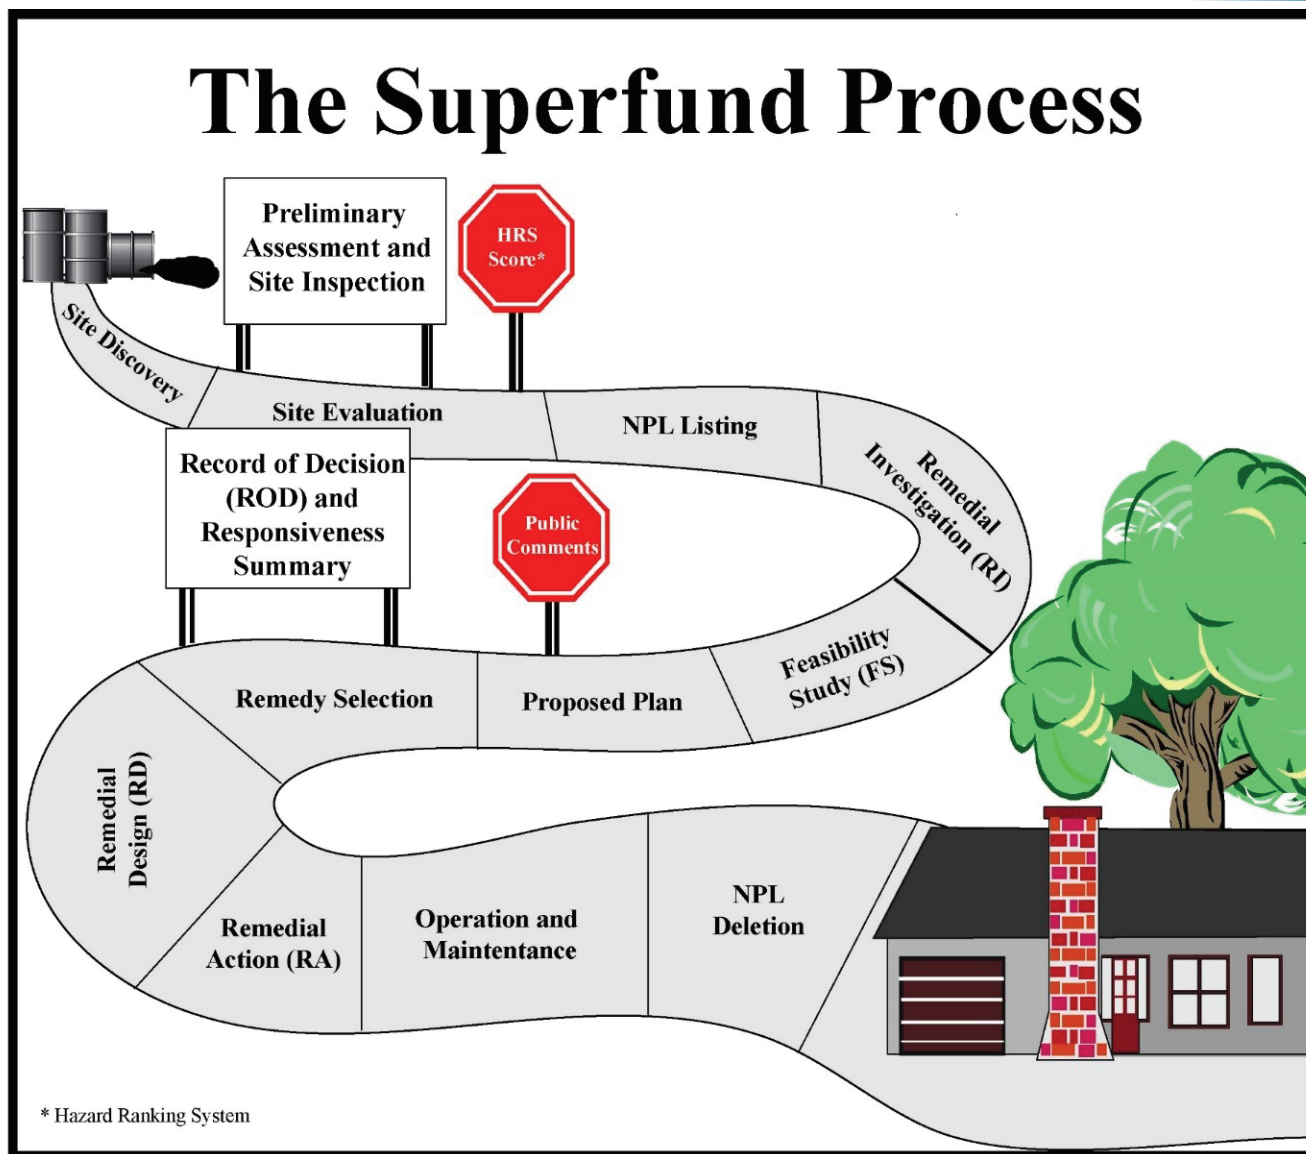 The Superfund Process
Preliminary
Assessment and
Site Inspection
HRS
Score*
Site Discovery
Site Evaluation
NPL Listing
Remedial
Investigation (RI)
Record of Decision
(ROD) and
Responsiveness
Summary
Public
Comments
Feasibility
Study (FS)
Proposed Plan
Remedy Selection
Remedial
Design (RD)
Remedial
Action (RA)
Operation and
Maintentance
NPL
Deletion
* Hazard Ranking System